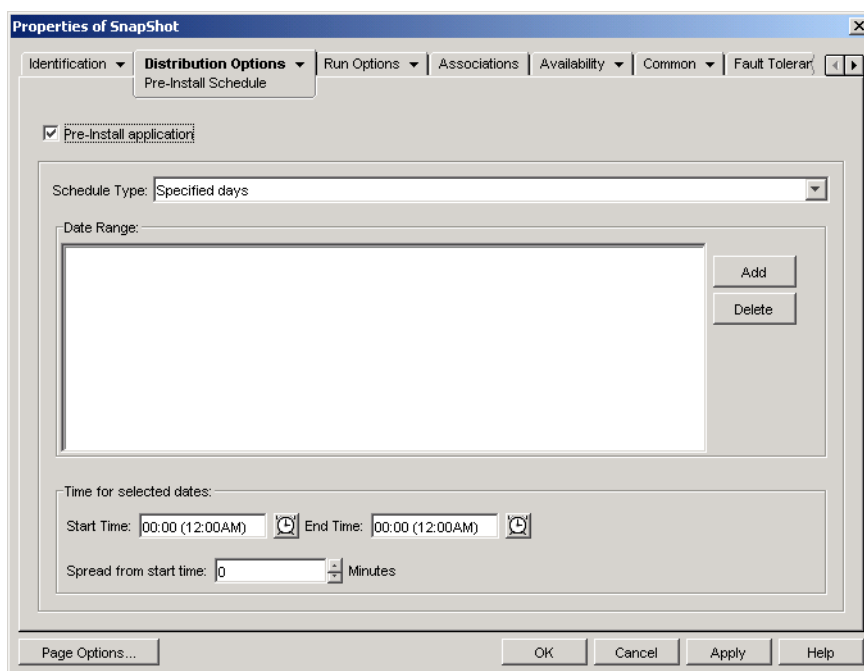 Properties of SnapShot
Identification Distribution Options Run Options Associations Availability Common Fault Toleran
Pre-Install Schedule
Pre-Install application
Schedule Type: Specified days
Date Range:
Add
Delete
Time for selected dates:
Start Time: 00:00 (12:00AM) End Time: 00:00 (12:00AM)
Spread from start time: 0 Minutes
Page Options... OK Cancel Apply Help